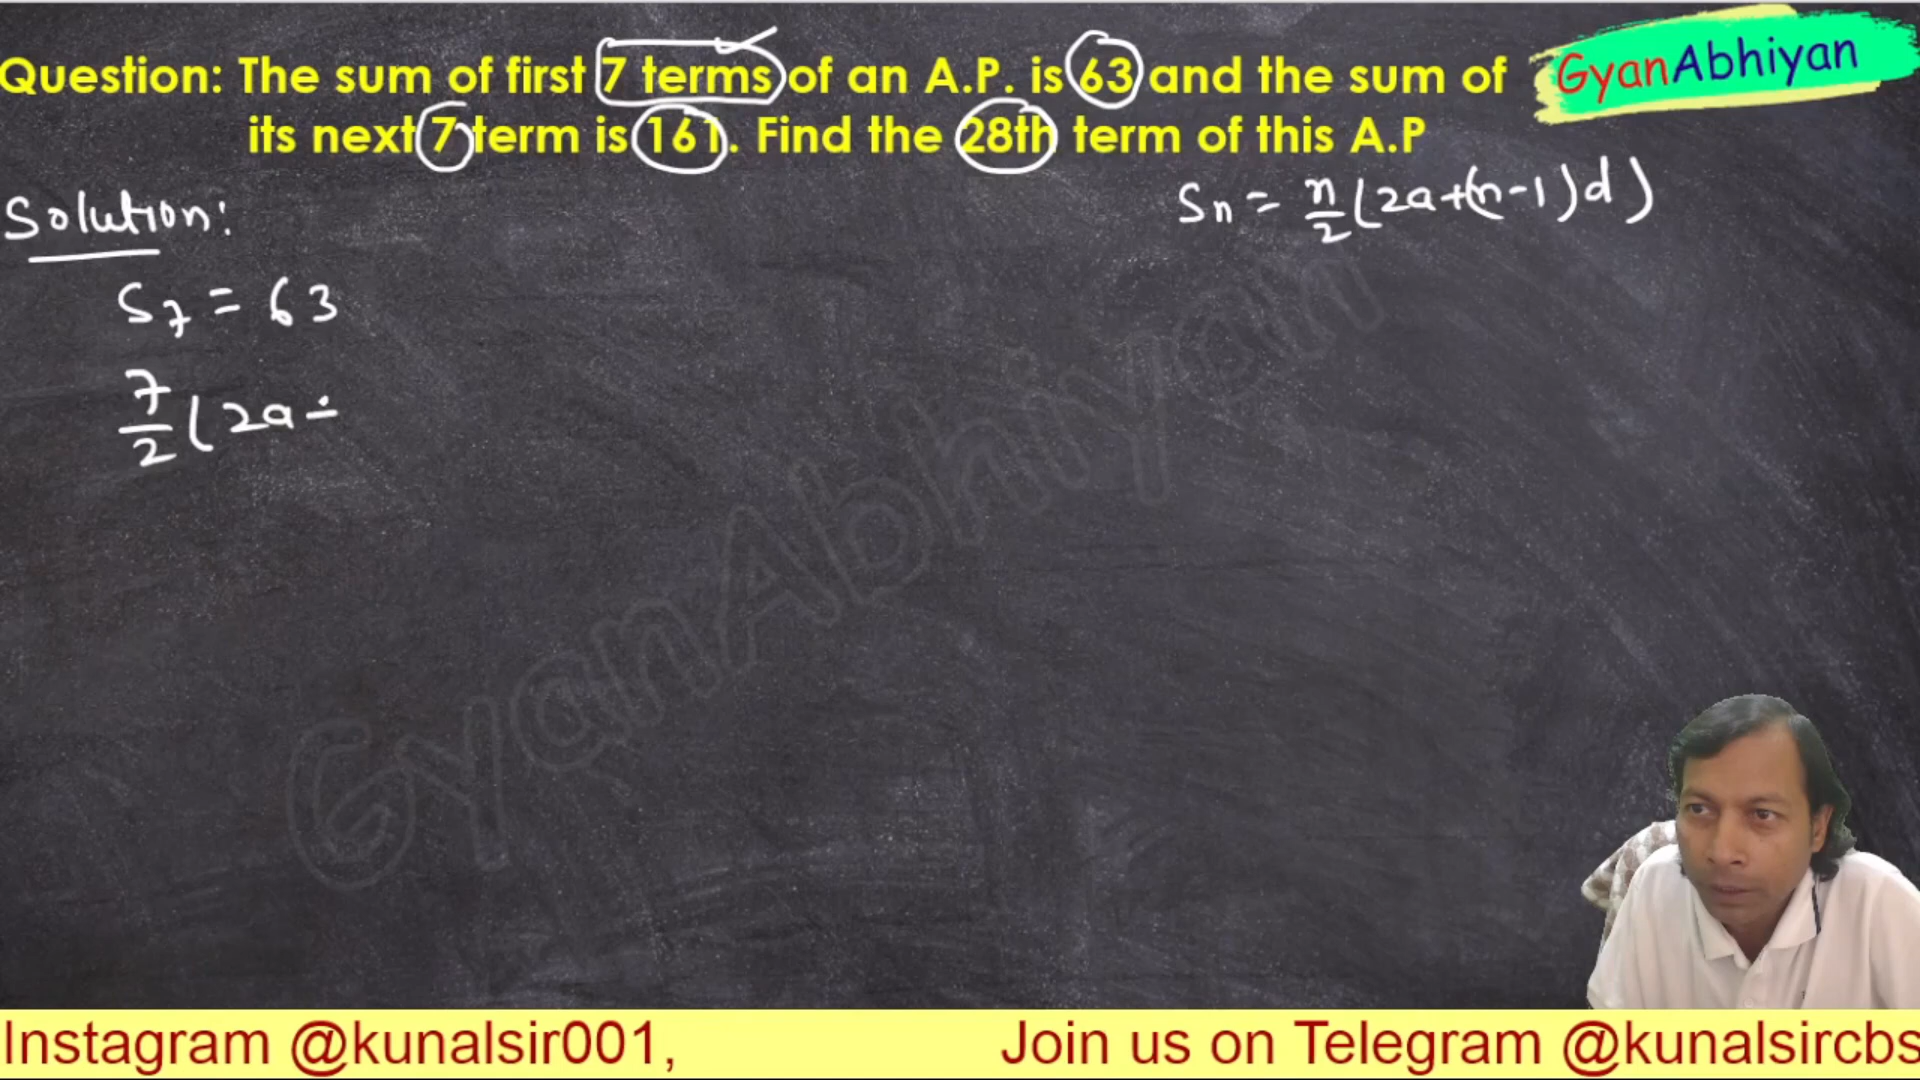 Question: The sum of first 7 terms of an A.P. is 63 and the sum of
its next 7 term is 161. Find the 28th term of this A.P
GyanAbhiyan
Sn = n/2 (2a+(n-1)d)
Solution:
S7 = 63
7/2 (2a +
GyanAbhiyan
Instagram @kunalsir001, Join us on Telegram @kunalsircbs